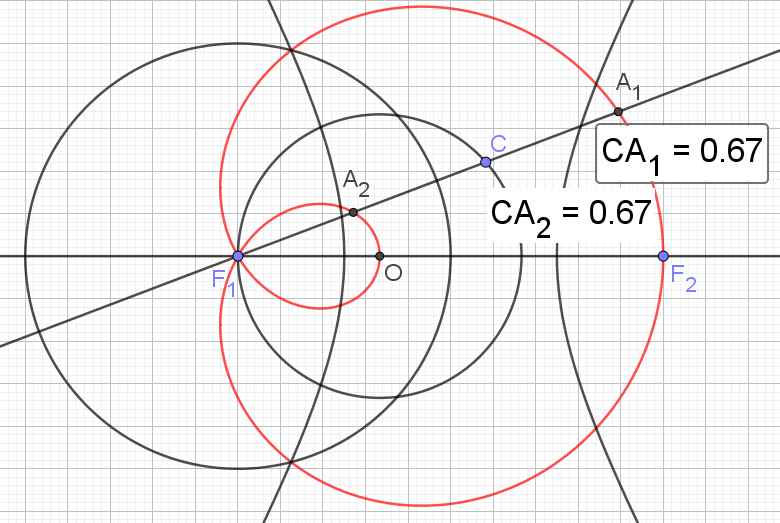 A1
C
CA1 = 0.67
A2
CA2 = 0.67
F1
O
F2